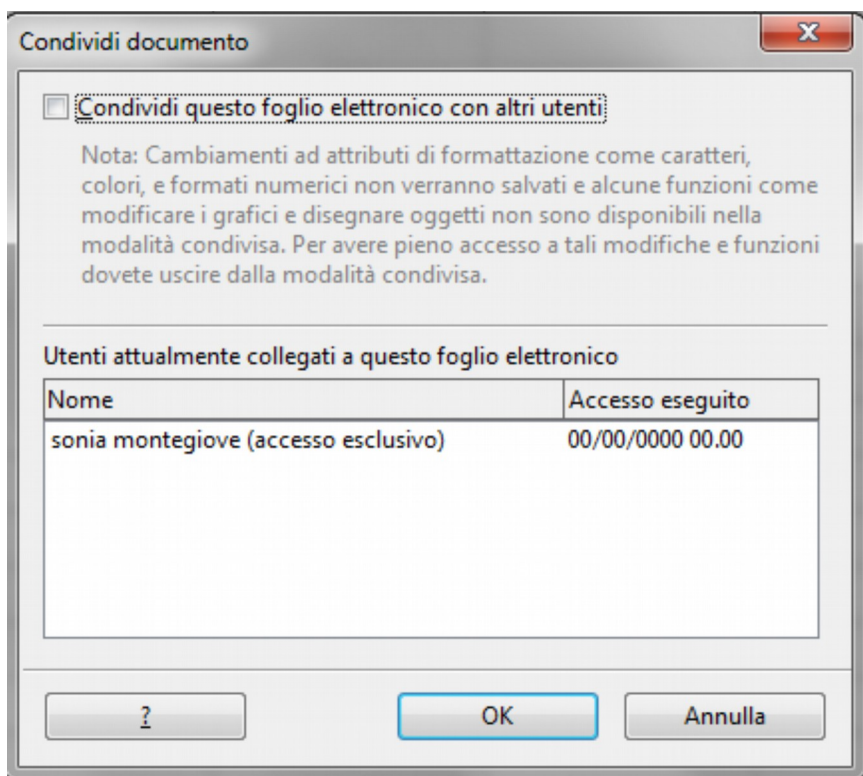 Condividi documento
Condividi questo foglio elettronico con altri utenti
Nota: Cambiamenti ad attributi di formattazione come caratteri,
colori, e formati numerici non verranno salvati e alcune funzioni come
modificare i grafici e disegnare oggetti non sono disponibili nella
modalità condivisa. Per avere pieno accesso a tali modifiche e funzioni
dovete uscire dalla modalità condivisa.
Utenti attualmente collegati a questo foglio elettronico
Nome Accesso eseguito
sonia montegiove (accesso esclusivo) 00/00/0000 00.00
? OK Annulla